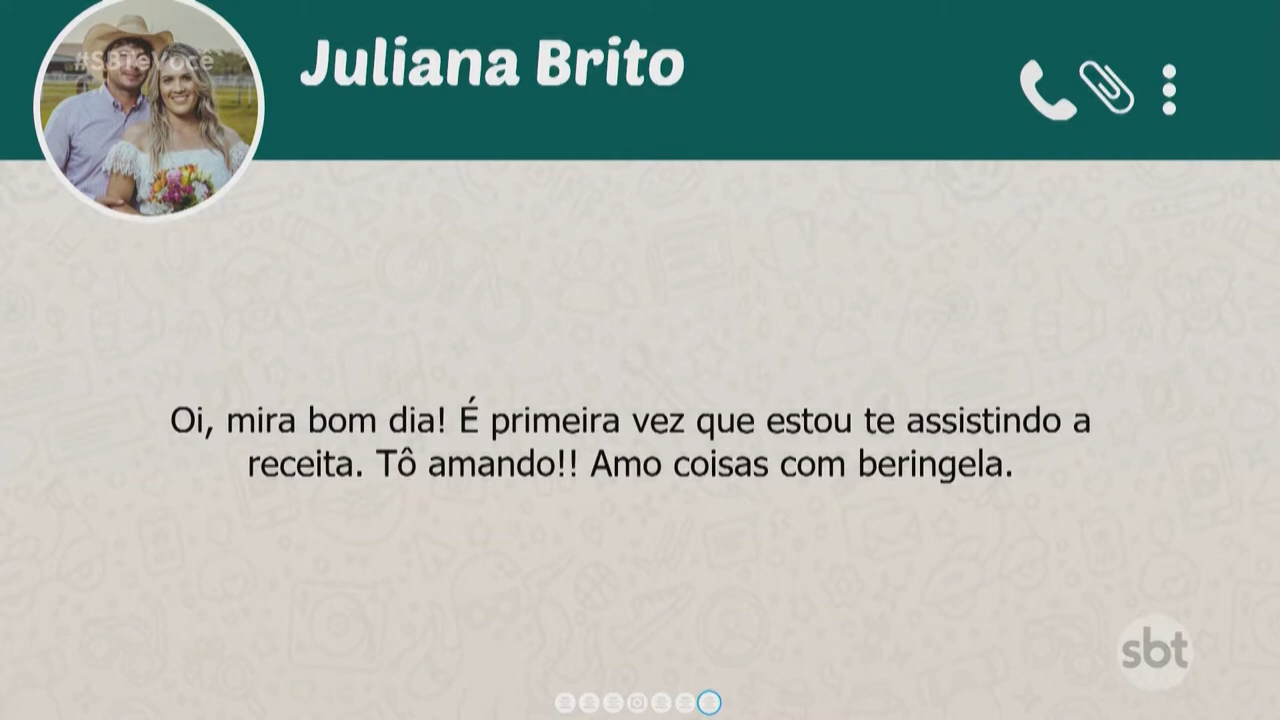 #SBTeVocê
Juliana Brito
Oi, mira bom dia! É primeira vez que estou te assistindo a
receita. Tô amando!! Amo coisas com beringela.
sbt